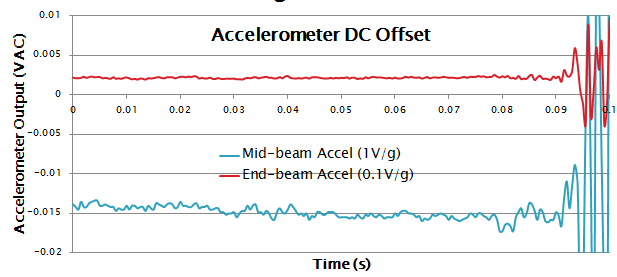 Accelerometer DC Offset
Accelerometer Output (VAC)
0.01
0.005
0
-0.005
-0.01
-0.015
-0.02
0 0.01 0.02 0.03 0.04 0.05 0.06 0.07 0.08 0.09 0.1
Mid-beam Accel (1V/g)
End-beam Accel (0.1V/g)
Time(s)